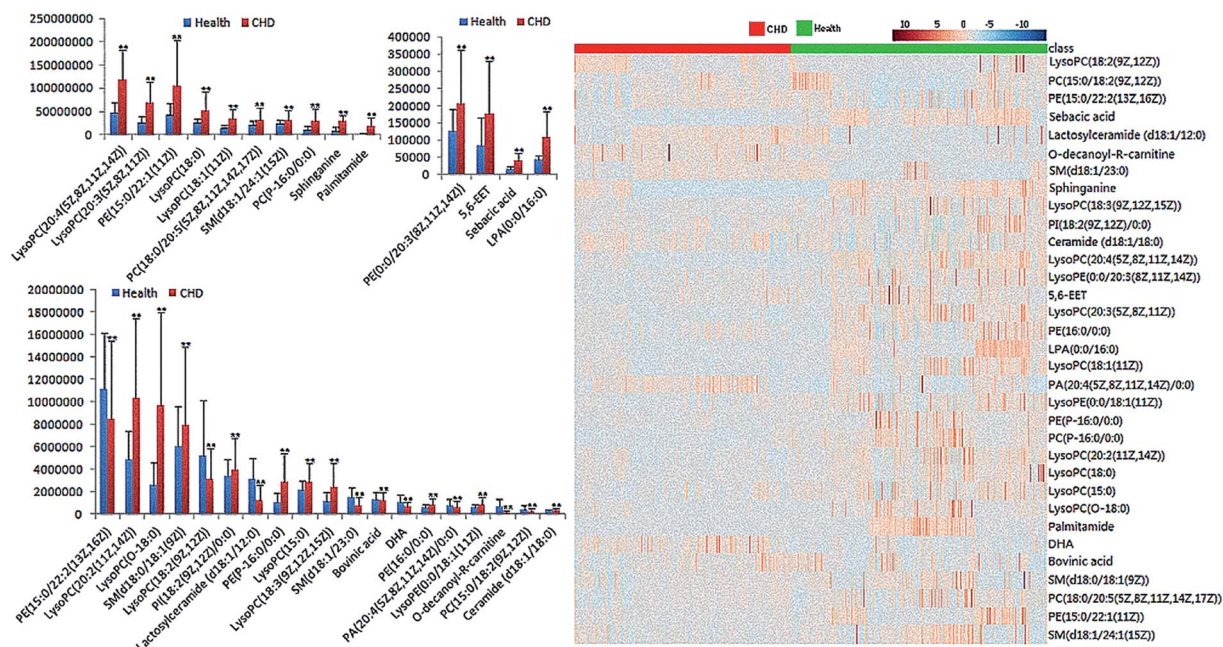 Health CHD
250000000
200000000
150000000
100000000
50000000
0
LysoPC(20:4(5Z,8Z,11Z,14Z))
LysoPC(20:3(5Z,8Z,11Z))
PE(15:0/22:1(11Z))
LysoPC(18:0)
LysoPC(18:1(11Z))
PC(18:0/20:5(5Z,8Z,11Z,14Z,17Z))
SM(d18:1/24:1(15Z))
PC(P-16:0/0:0)
Sphinganine
Palmitamide
** ** ** ** ** ** ** ** ** **
Health CHD
400000
350000
300000
250000
200000
150000
100000
50000
0
PE(0:0/20:3(8Z,11Z,14Z))
5,6-EET
Sebacic acid
LPA(0:0/16:0)
** ** ** **
Health CHD
20000000
18000000
16000000
14000000
12000000
10000000
8000000
6000000
4000000
2000000
0
PE(15:0/22:2(13Z,16Z))
LysoPC(20:2(11Z,14Z))
LysoPC(O-18:0)
SM(d18:0/18:1(9Z))
LysoPC(18:2(9Z,12Z))
PI(18:2(9Z,12Z)/0:0)
Lactosylceramide (d18:1/12:0)
PE(P-16:0/0:0)
LysoPC(15:0)
LysoPC(18:3(9Z,12Z,15Z))
SM(d18:1/23:0)
Bovinic acid
DHA
PE(16:0/0:0)
PA(20:4(5Z,8Z,11Z,14Z)/0:0)
LysoPE(0:0/18:1(11Z))
O-decanoyl-R-carnitine
PC(15:0/18:2(9Z,12Z))
Ceramide (d18:1/18:0)
** ** ** ** ** ** ** ** ** ** ** ** ** ** ** ** ** ** **
CHD Health
10 5 0 -5 -10
class
LysoPC(18:2(9Z,12Z))
PC(15:0/18:2(9Z,12Z))
PE(15:0/22:2(13Z,16Z))
Sebacic acid
Lactosylceramide (d18:1/12:0)
O-decanoyl-R-carnitine
SM(d18:1/23:0)
Sphinganine
LysoPC(18:3(9Z,12Z,15Z))
PI(18:2(9Z,12Z)/0:0)
Ceramide (d18:1/18:0)
LysoPC(20:4(5Z,8Z,11Z,14Z))
LysoPE(0:0/20:3(8Z,11Z,14Z))
5,6-EET
LysoPC(20:3(5Z,8Z,11Z))
PE(16:0/0:0)
LPA(0:0/16:0)
LysoPC(18:1(11Z))
PA(20:4(5Z,8Z,11Z,14Z)/0:0)
LysoPE(0:0/18:1(11Z))
PE(P-16:0/0:0)
PC(P-16:0/0:0)
LysoPC(20:2(11Z,14Z))
LysoPC(18:0)
LysoPC(15:0)
LysoPC(O-18:0)
Palmitamide
DHA
Bovinic acid
SM(d18:0/18:1(9Z)
PC(18:0/20:5(5Z,8Z,11Z,14Z,17Z))
PE(15:0/22:1(11Z))
SM(d18:1/24:1(15Z))